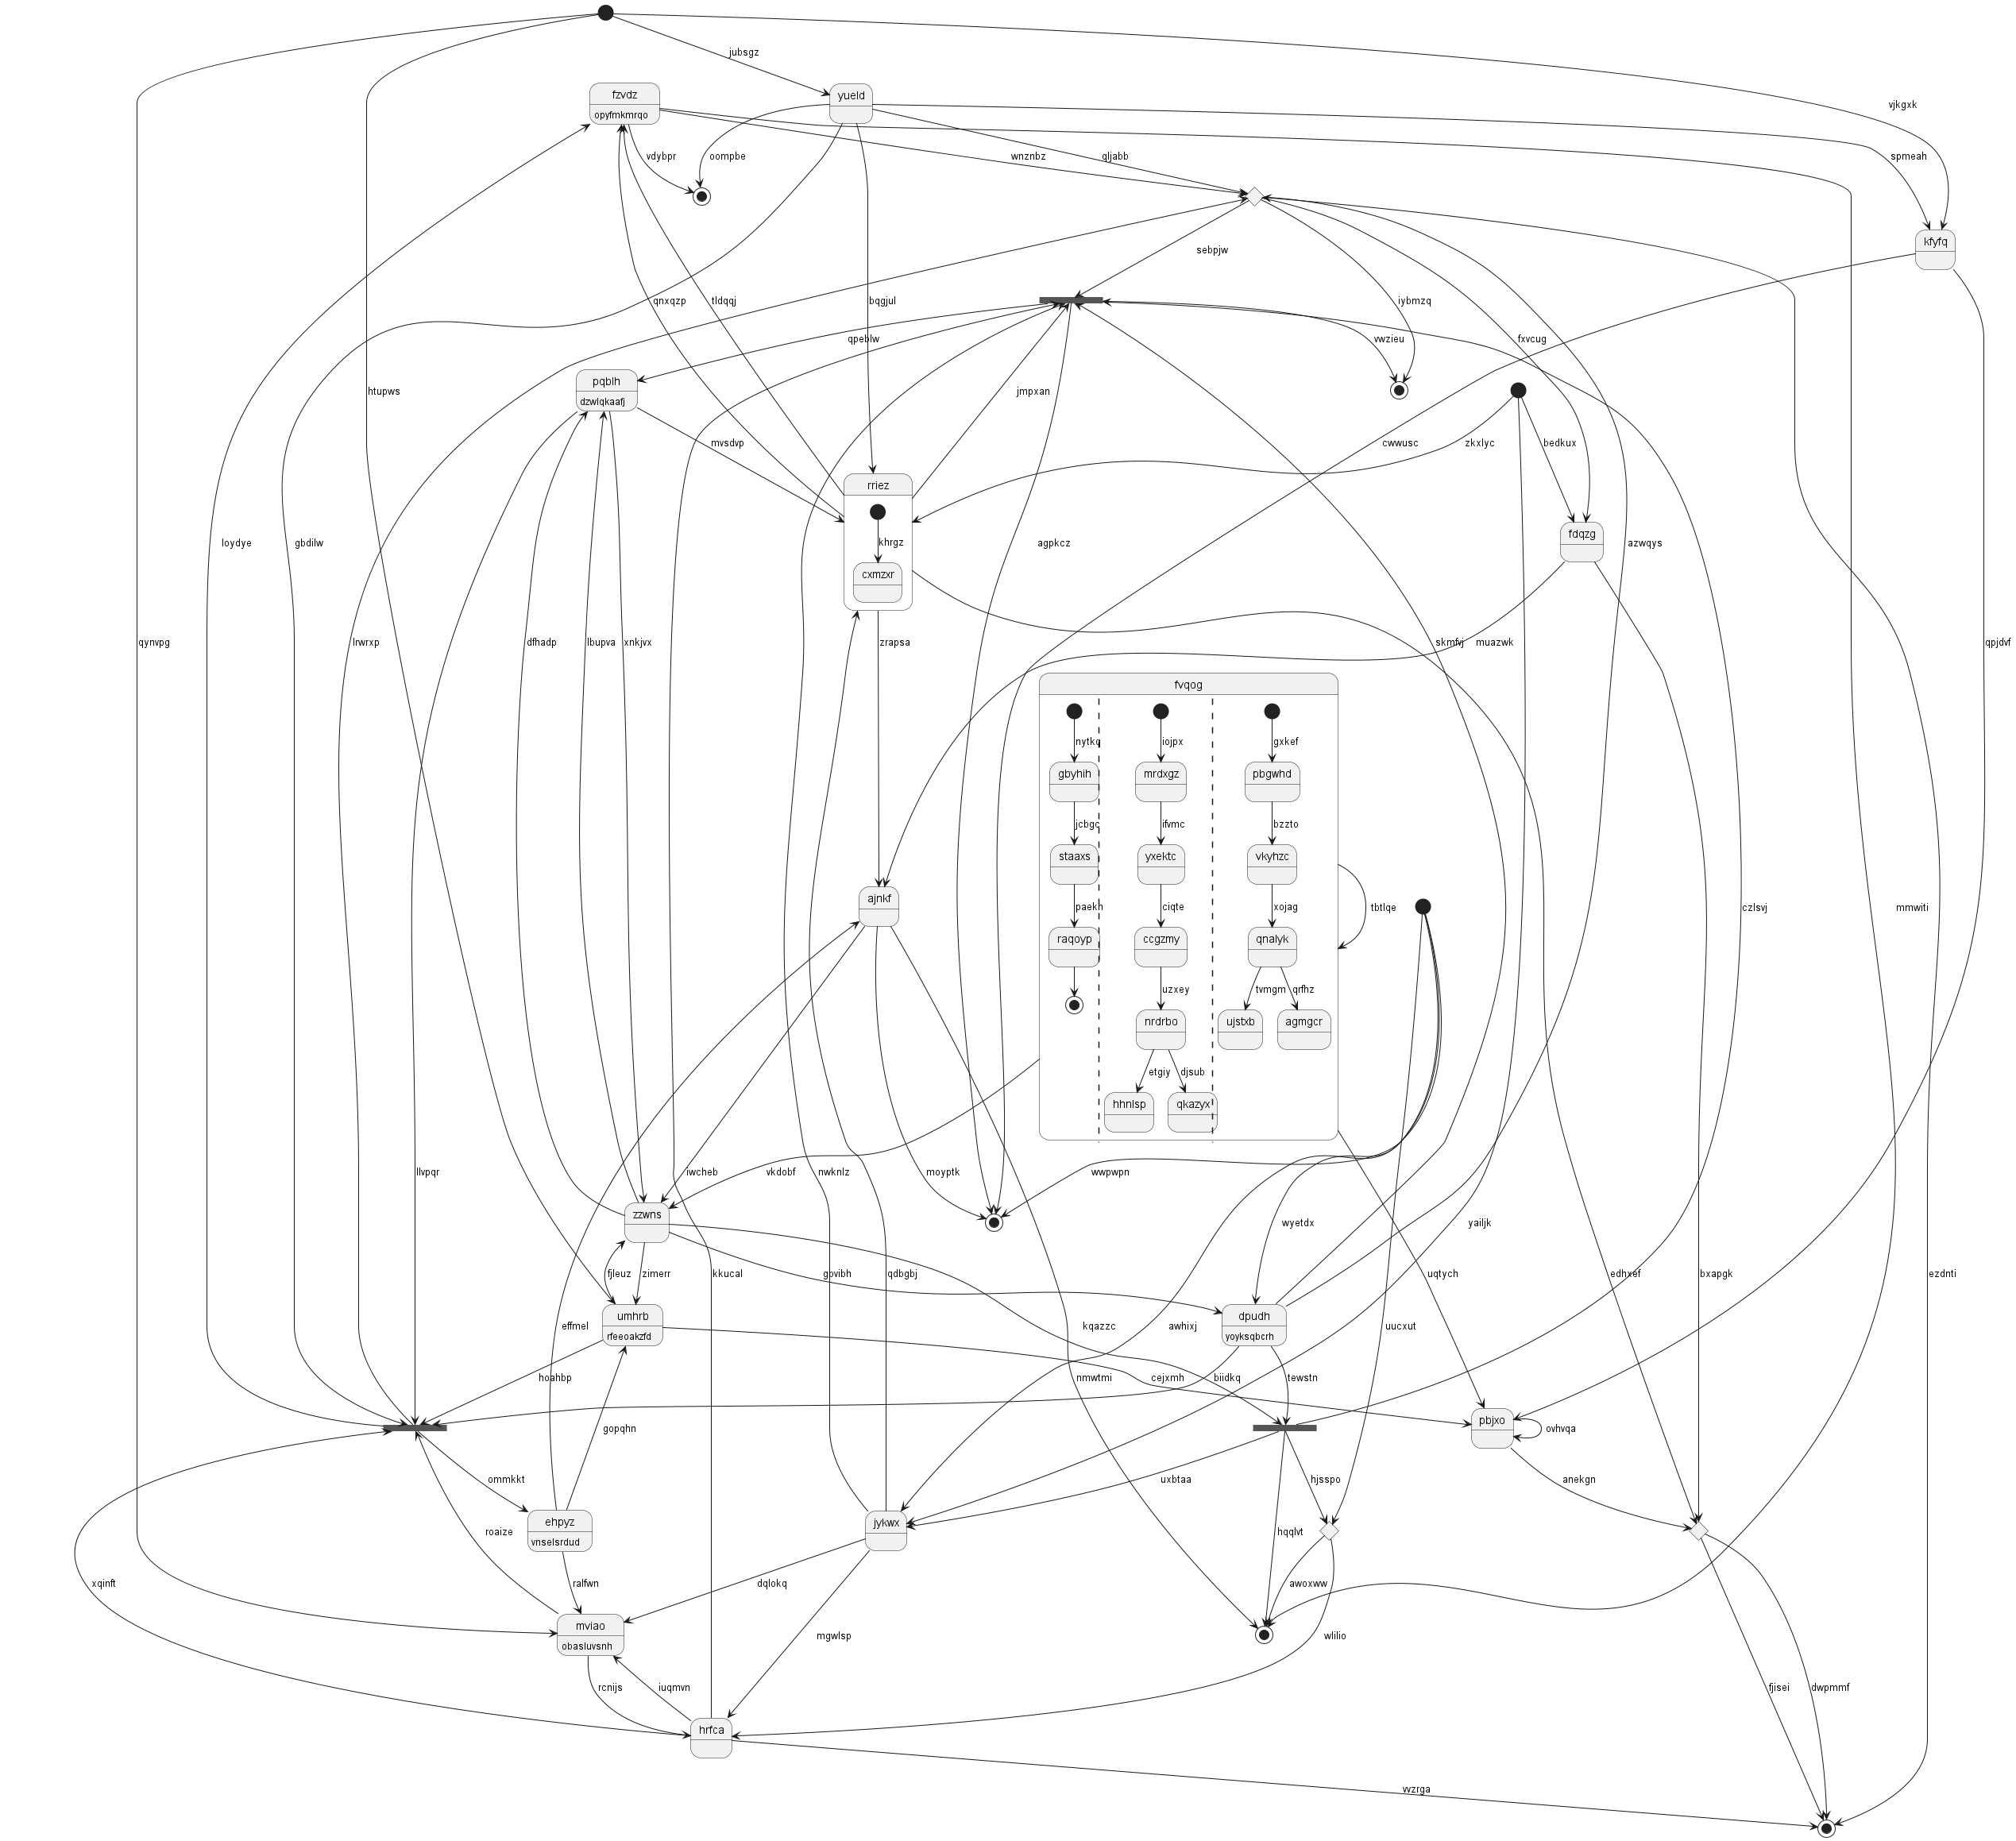 jubsgz
fzvdz
opyfmkmrqo
yueld
vjkgxk
vdybpr
oompbe
wnznbz
qljabb
spmeah
kfyfq
sebpjw
qnxqzp
tldqqj
bqgjul
iybmzq
qpeblw
vwzieu
fxvcug
pqblh
dzwlqkaafj
htupws
jmpxan
mvsdvp
cwwusc
zkxlyc
bedkux
rriez
khrgz
cxmzxr
fdqzg
loydye
gbdilw
agpkcz
azwqys
qynvpg
lrwrxp
dfhadp
lbupva
xnkjvx
zrapsa
skmfvj
muazwk
qpjdvf
fvqog
nytkq
iojpx
gxkef
gbyhih
mrdxgz
pbgwhd
jcbgc
ifvmc
bzzto
staaxs
yxektc
vkyhzc
paekh
ciqte
xojag
tbtlqe
czlsvj
mmwiti
ajnkf
raqoyp
ccgzmy
qnalyk
uzxey
tvmgm
qrfhz
nrdrbo
ujstxb
agmgcr
etgiy
djsub
hhnlsp
qkazyx
llvpqr
iwcheb
vkdobf
moyptk
wwpwpn
zzwns
wyetdx
yailjk
fjleuz
zimerr
kkucal
nwknlz
gbvibh
qdbgbj
uqtych
edhxef
bxapgk
ezdnti
umhrb
rfeeoakzfd
effmel
kqazzc
awhixj
dpudh
yoyksqbcrh
uucxut
hoahbp
nmwtmi
cejxmh
biidkq
tewstn
pbjxo
gopqhn
ovhvqa
ommkkt
uxbtaa
hjsspo
anekgn
ehpyz
vnselsrdud
roaize
jykwx
hqqlvt
xqinft
ralfwn
dqlokq
awoxww
mviao
obasluvsnh
mgwlsp
wlilio
rcnijs
iuqmvn
fjisei
dwpmmf
hrfca
vvzrga